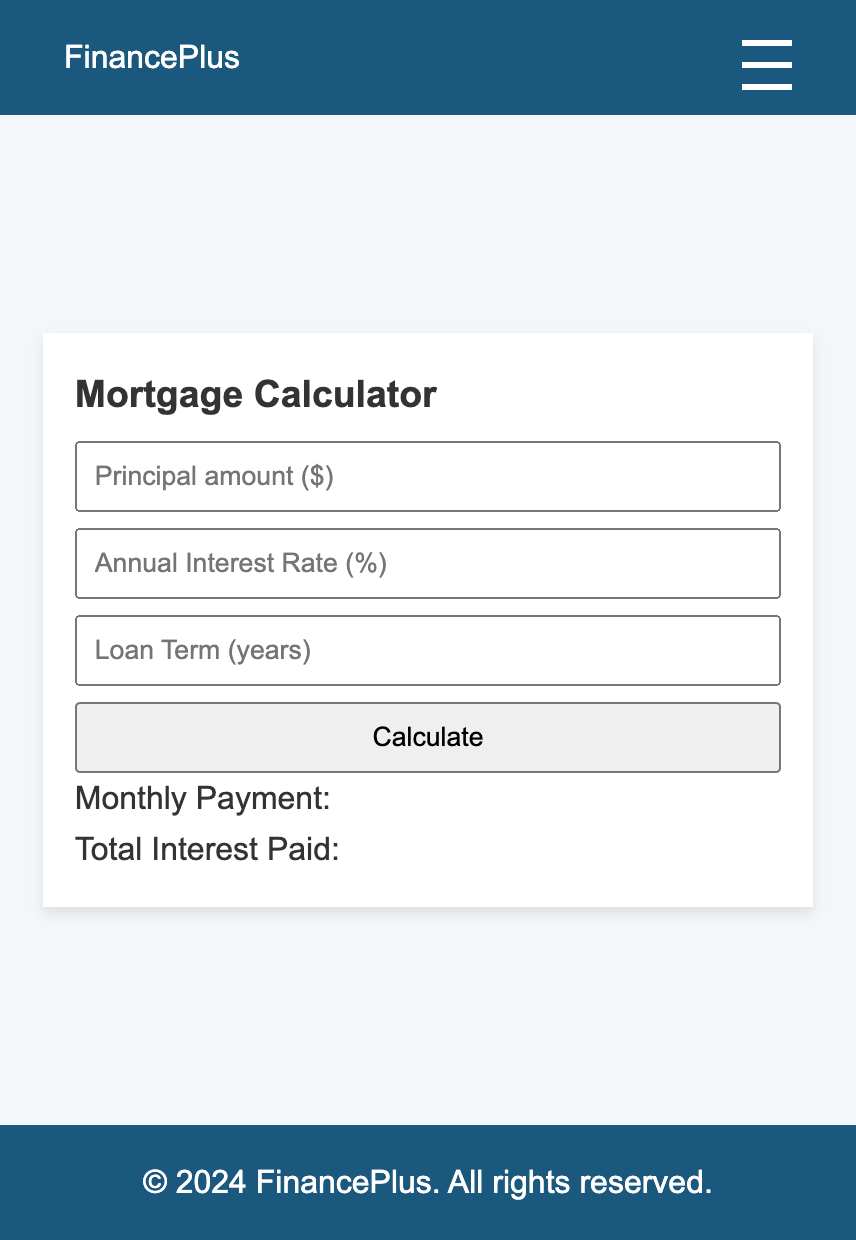 FinancePlus
Mortgage Calculator
Principal amount ($)
Annual Interest Rate (%)
Loan Term (years)
Calculate
Monthly Payment:
Total Interest Paid:
© 2024 FinancePlus. All rights reserved.